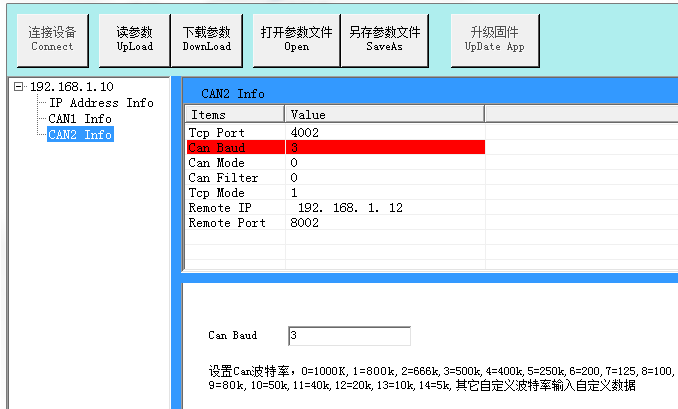 连接设备 读参数 下载参数 打开参数文件 另存参数文件 升级固件
Connect UpLoad DownLoad Open SaveAs UpDate App
192.168.1.10
IP Address Info
CAN1 Info
CAN2 Info
CAN2 Info
Items Value
Tcp Port 4002
Can Baud 3
Can Mode 0
Can Filter 0
Tcp Mode 1
Remote IP 192. 168. 1. 12
Remote Port 8002
Can Baud 3
设置Can波特率，0=1000K, 1=800k, 2=666k, 3=500k, 4=400k, 5=250k, 6=200, 7=125, 8=100,
9=80k, 10=50k, 11=40k, 12=20k, 13=10k, 14=5k, 其它自定义波特率输入自定义数据